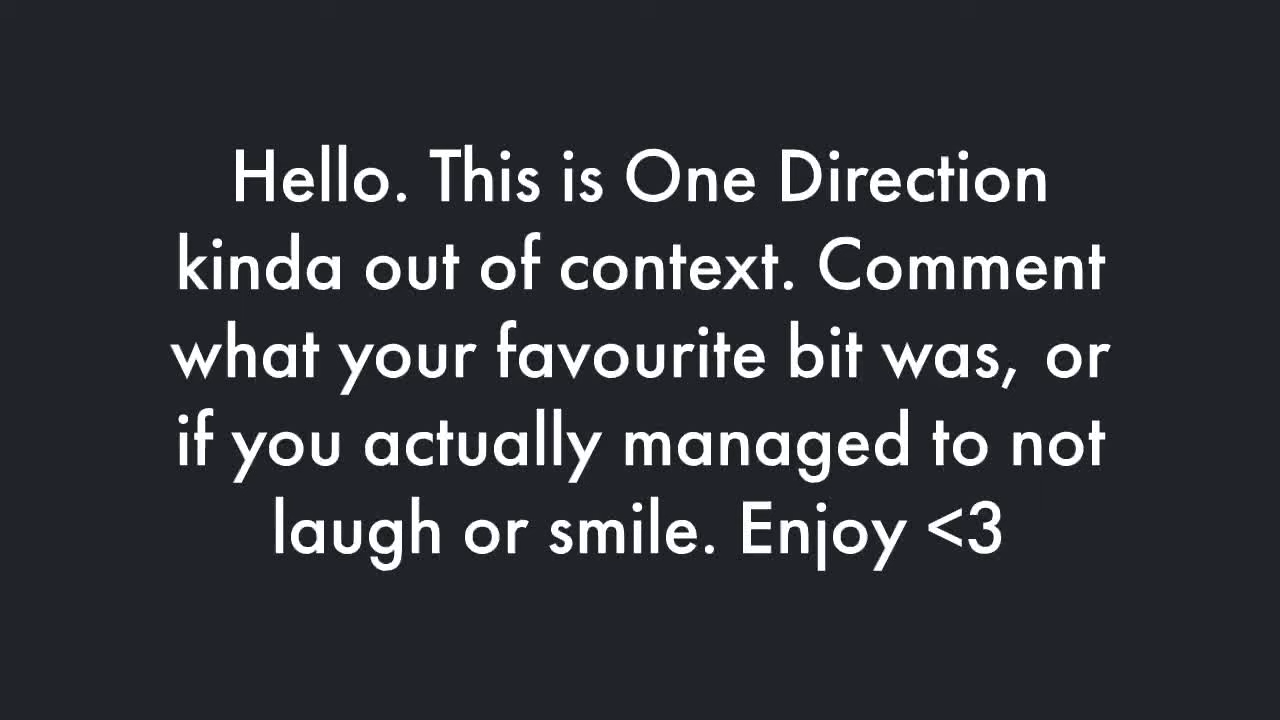 Hello. This is One Direction
kinda out of context. Comment
what your favourite bit was, or
if you actually managed to not
laugh or smile. Enjoy <3